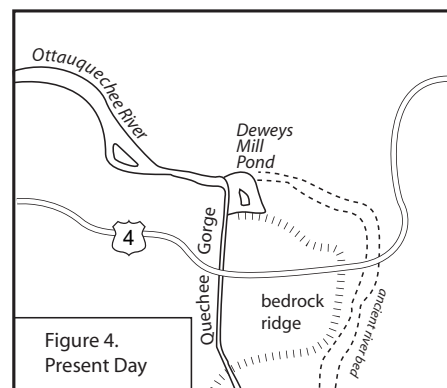 Ottauquechee River
Deweys
Mill
Pond
4
Quechee Gorge
bedrock
ridge
ancient river bed
Figure 4.
Present Day